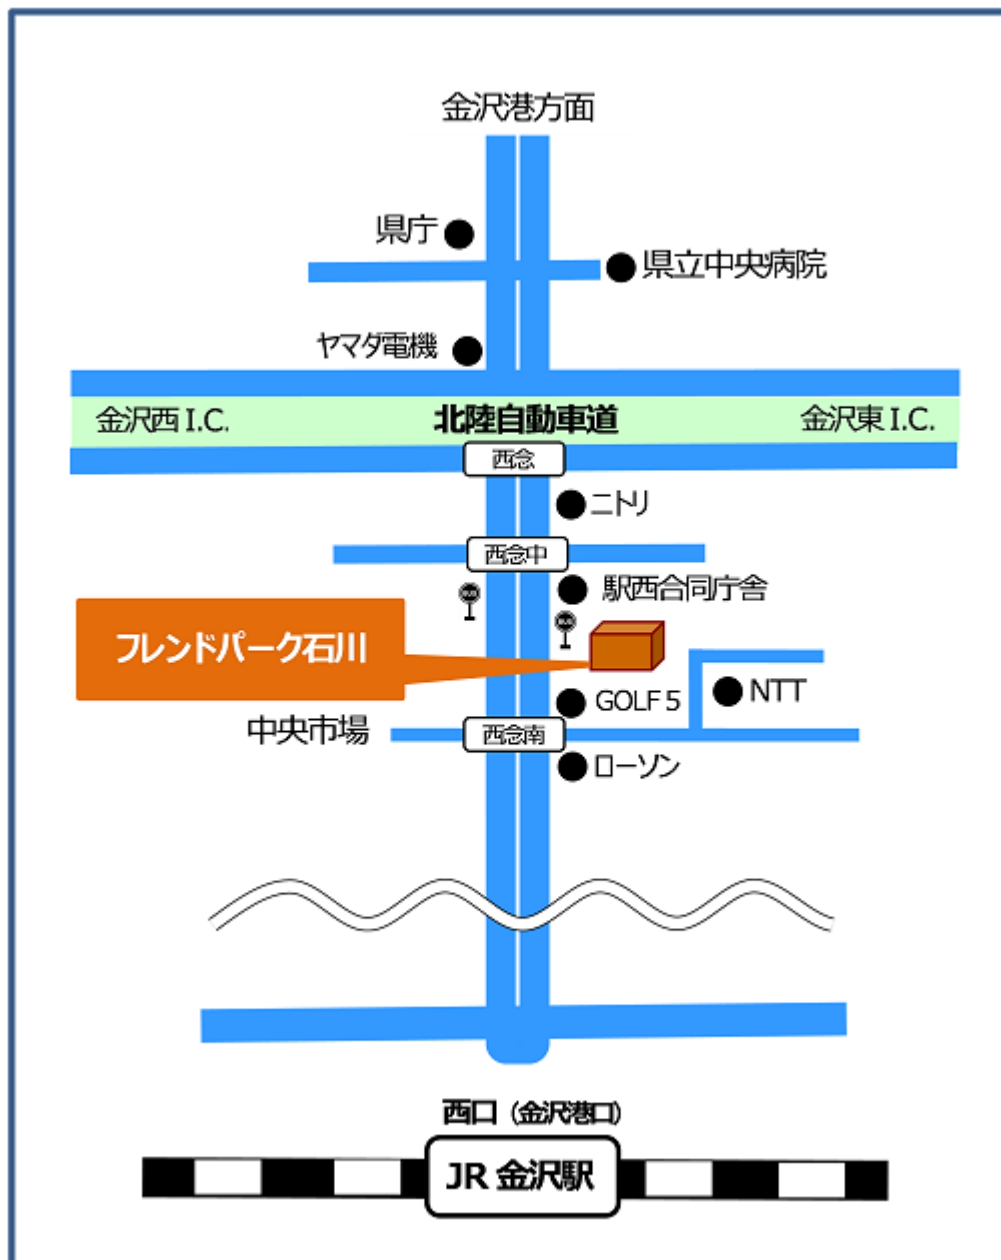 金沢港方面
県庁
県立中央病院
ヤマダ電機
金沢西 I.C.
北陸自動車道
金沢東 I.C.
西念
ニトリ
西念中
駅西合同庁舎
BUS
BUS
フレンドパーク石川
GOLF 5
NTT
中央市場
西念南
ローソン
西口（金沢港口）
JR 金沢駅